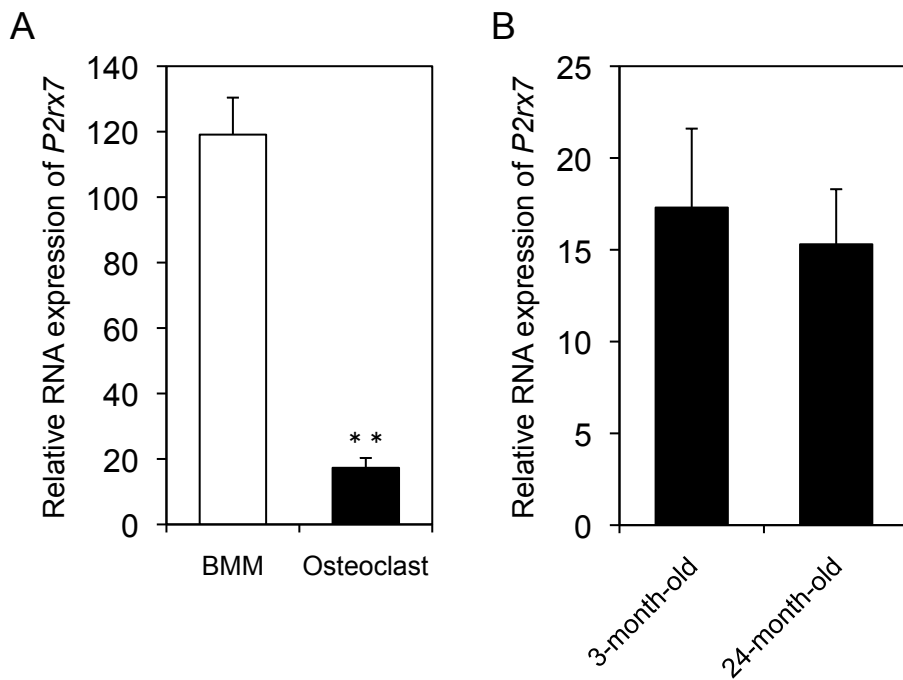 A
Relative RNA expression of P2rx7
140
120
100
80
60
40
20
0
* *
BMM
Osteoclast
B
Relative RNA expression of P2rx7
25
20
15
10
5
0
3-month-old
24-month-old